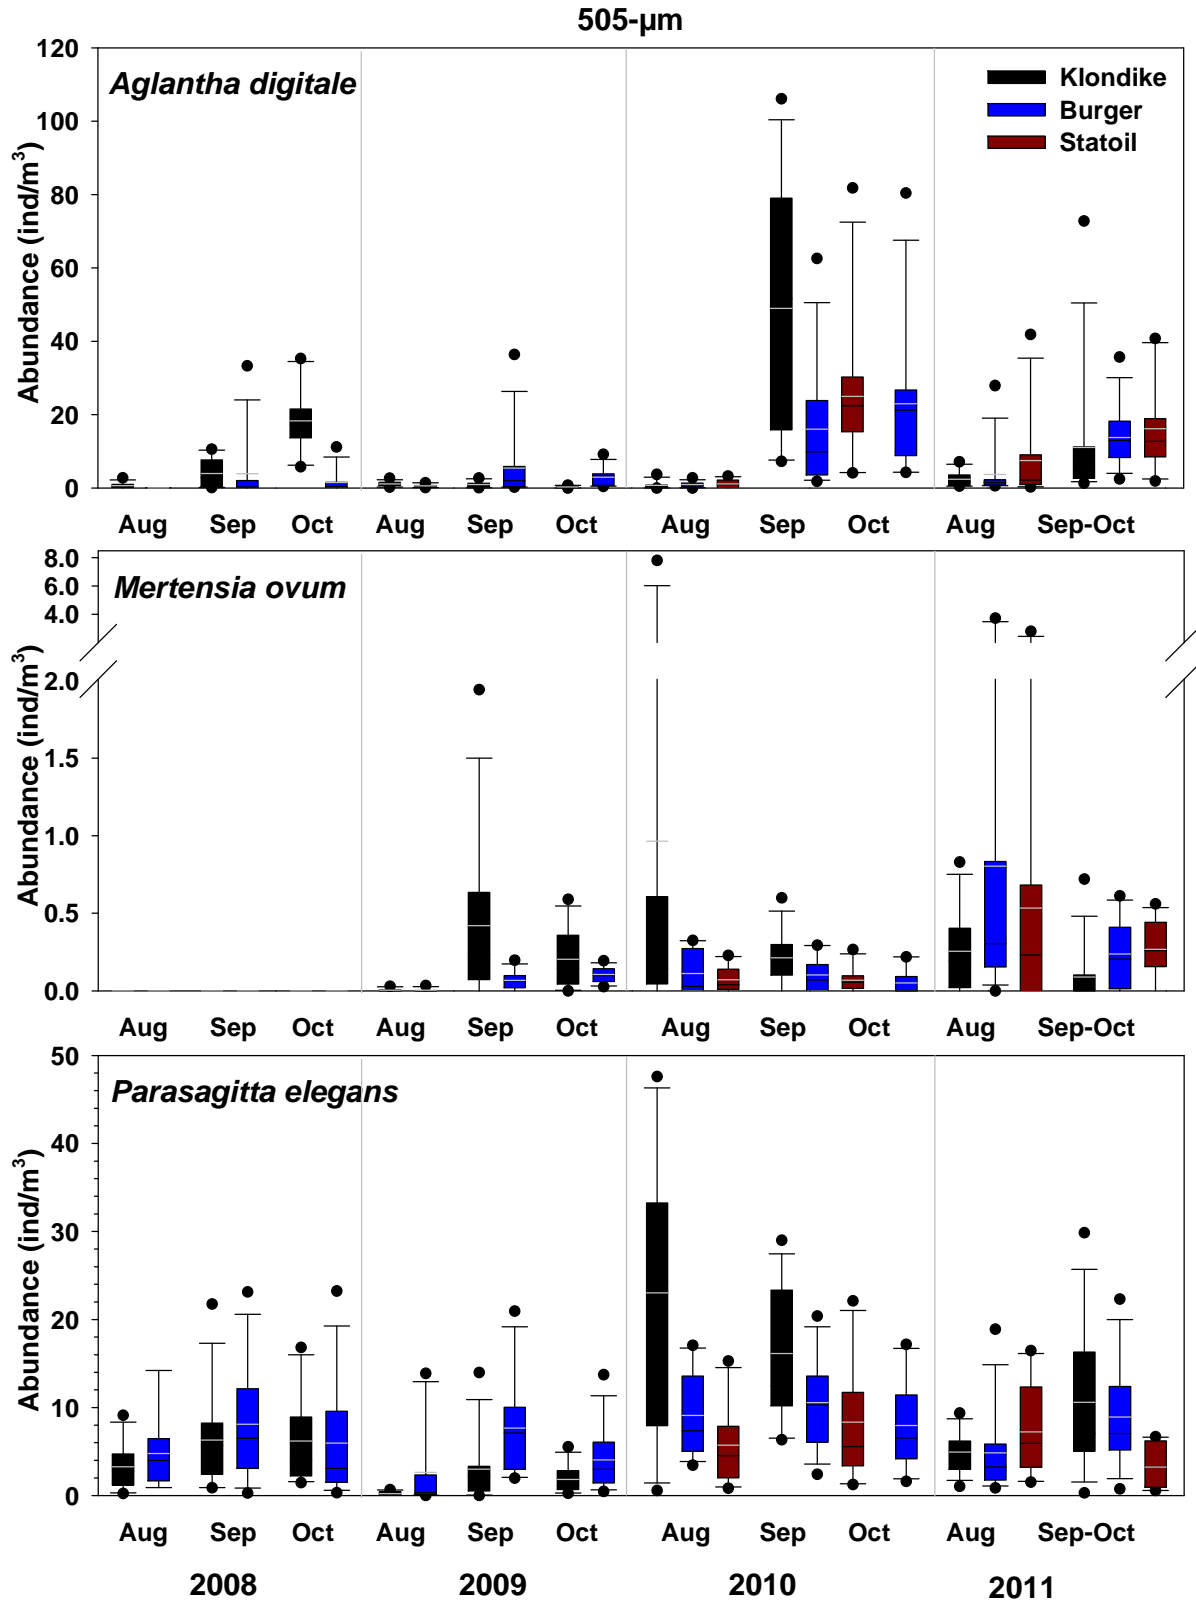 505-µm
Aglantha digitale
Klondike
Burger
Statoil
Abundance (ind/m³)
120
100
80
60
40
20
0
Aug Sep Oct Aug Sep Oct Aug Sep Oct Aug Sep-Oct
Mertensia ovum
Abundance (ind/m³)
8.0
6.0
4.0
2.0
1.5
1.0
0.5
0.0
Aug Sep Oct Aug Sep Oct Aug Sep Oct Aug Sep-Oct
Parasagitta elegans
Abundance (ind/m³)
50
40
30
20
10
0
Aug Sep Oct Aug Sep Oct Aug Sep Oct Aug Sep-Oct
2008 2009 2010 2011